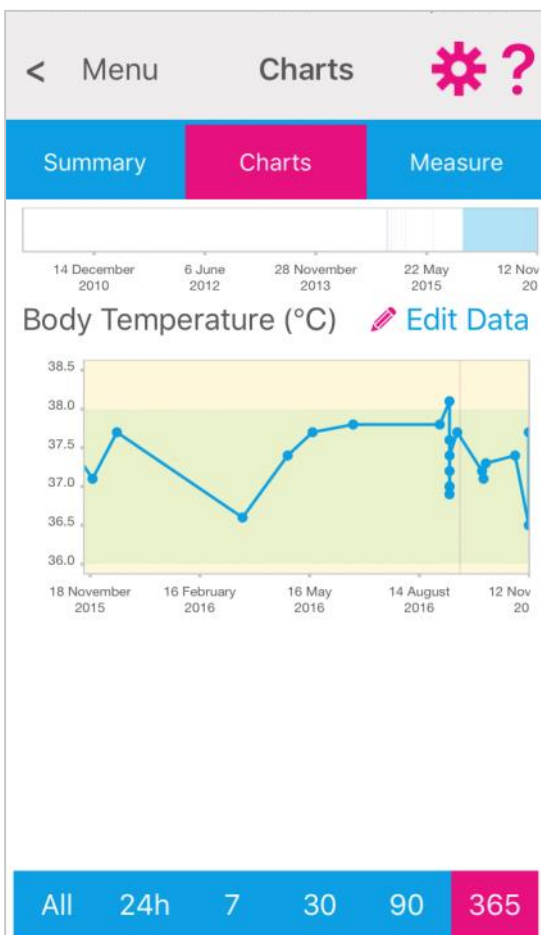 < Menu Charts ?
Summary Charts Measure
14 December 6 June 28 November 22 May 12 Nov
2010 2012 2013 2015 20
Body Temperature (°C) Edit Data
38.5
38.0
37.5
37.0
36.5
36.0
18 November 16 February 16 May 14 August 12 Nov
2015 2016 2016 2016 20
All 24h 7 30 90 365